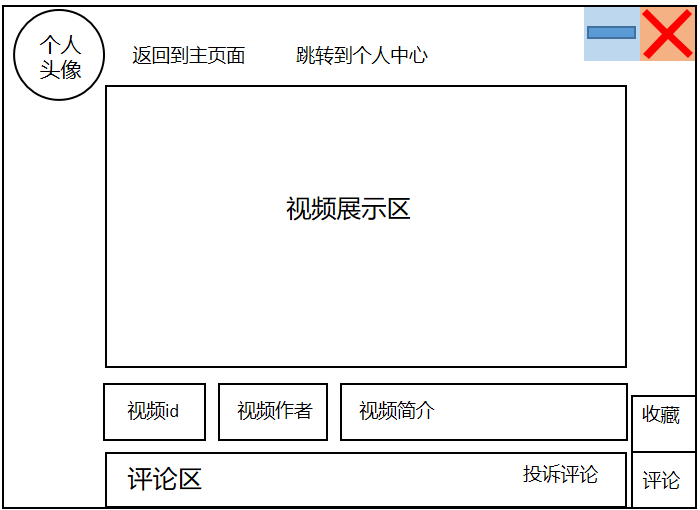 个人
头像
返回到主页面
跳转到个人中心
视频展示区
视频id
视频作者
视频简介
收藏
评论区
投诉评论
评论